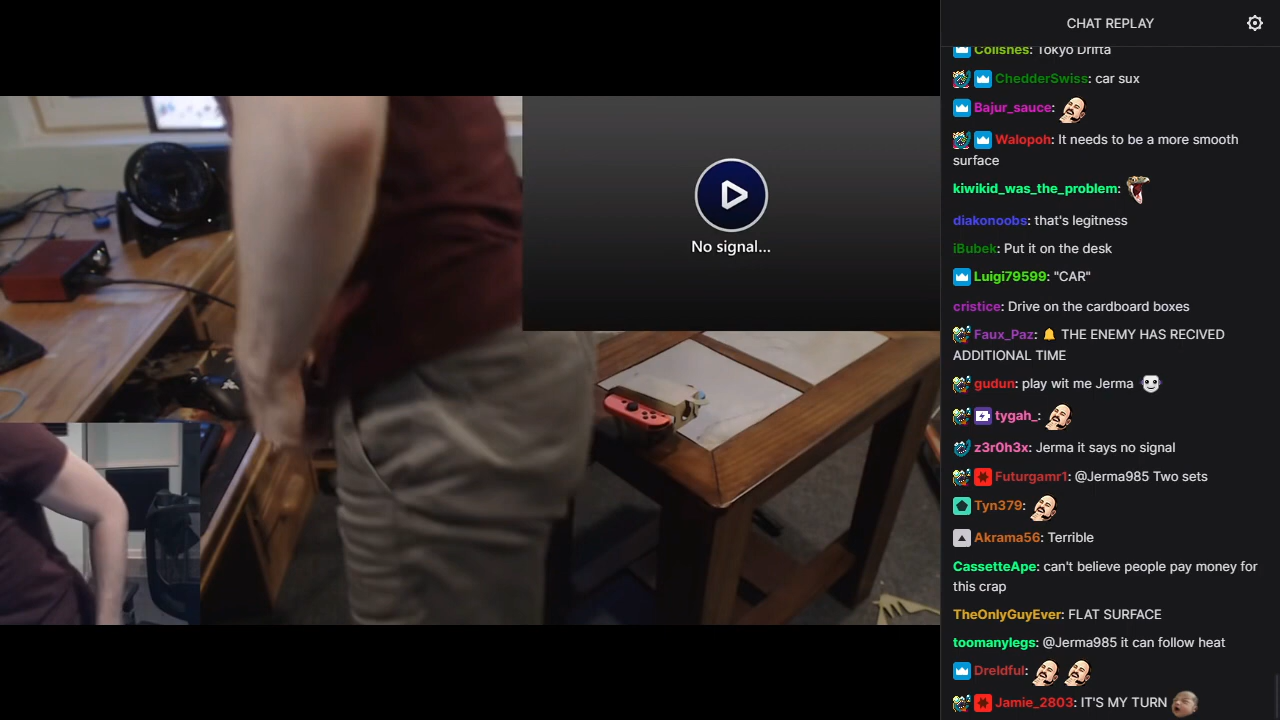 CHAT REPLAY
Colishes: Tokyo Drifta
ChedderSwiss: car sux
Bajur_sauce:
Walopoh: It needs to be a more smooth
surface
kiwikid_was_the_problem:
diakonoobs: that's legitness
iBubek: Put it on the desk
Luigi79599: "CAR"
cristice: Drive on the cardboard boxes
Faux_Paz: 🔔 THE ENEMY HAS RECIVED
ADDITIONAL TIME
gudun: play wit me Jerma
tygah_:
z3r0h3x: Jerma it says no signal
Futurgamr1: @Jerma985 Two sets
Tyn379:
Akrama56: Terrible
CassetteApe: can't believe people pay money for
this crap
TheOnlyGuyEver: FLAT SURFACE
toomanylegs: @Jerma985 it can follow heat
Dreldful:
Jamie_2803: IT'S MY TURN
No signal...